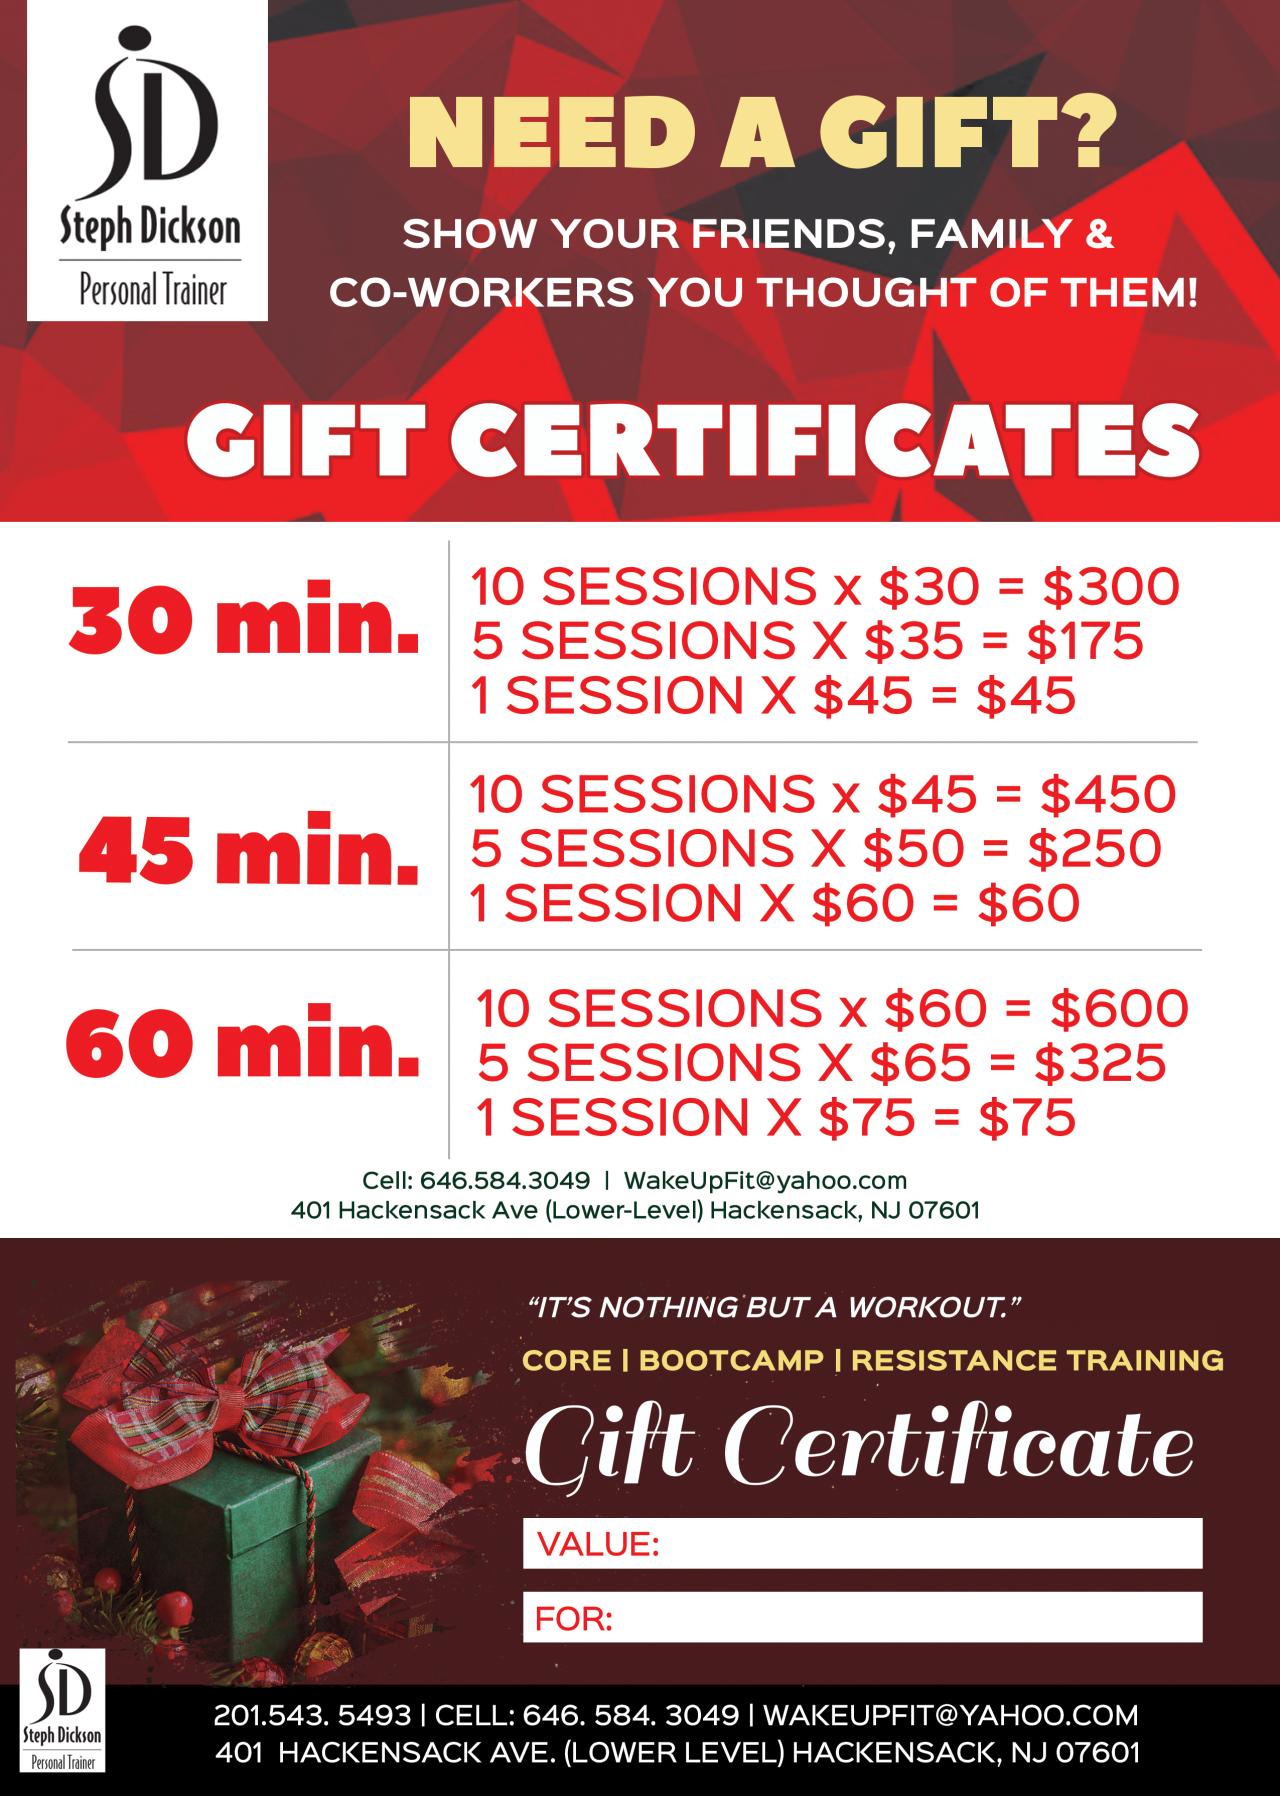 SD
Steph Dickson
Personal Trainer
NEED A GIFT?
SHOW YOUR FRIENDS, FAMILY &
CO-WORKERS YOU THOUGHT OF THEM!
GIFT CERTIFICATES
30 min.
10 SESSIONS x $30 = $300
5 SESSIONS X $35 = $175
1 SESSION X $45 = $45
45 min.
10 SESSIONS x $45 = $450
5 SESSIONS X $50 = $250
1 SESSION X $60 = $60
60 min.
10 SESSIONS x $60 = $600
5 SESSIONS X $65 = $325
1 SESSION X $75 = $75
Cell: 646.584.3049 | WakeUpFit@yahoo.com
401 Hackensack Ave (Lower-Level) Hackensack, NJ 07601
“IT’S NOTHING BUT A WORKOUT.”
CORE | BOOTCAMP | RESISTANCE TRAINING
Gift Certificate
VALUE:
FOR:
SD
Steph Dickson
Personal Trainer
201.543. 5493 | CELL: 646. 584. 3049 | WAKEUPFIT@YAHOO.COM
401 HACKENSACK AVE. (LOWER LEVEL) HACKENSACK, NJ 07601